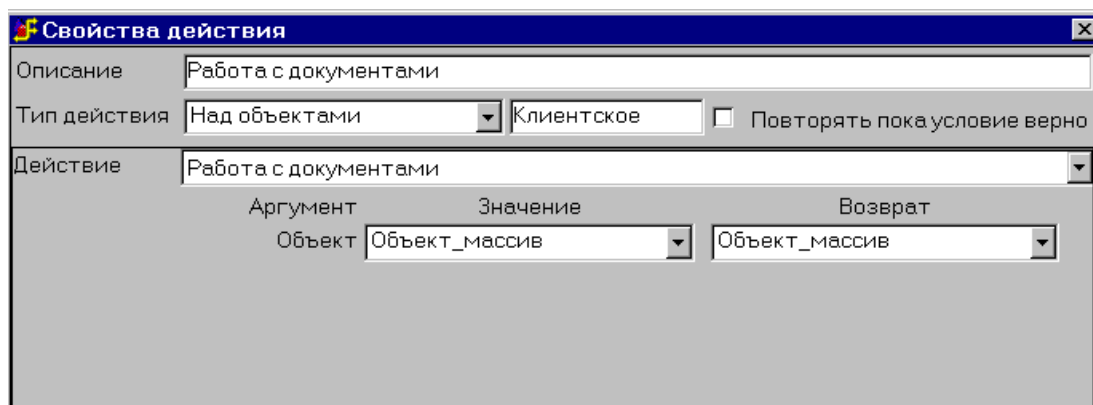 Свойства действия
Описание Работа с документами
Тип действия Над объектами Клиентское Повторять пока условие верно
Действие Работа с документами
Аргумент Значение Возврат
Объект Объект_массив Объект_массив